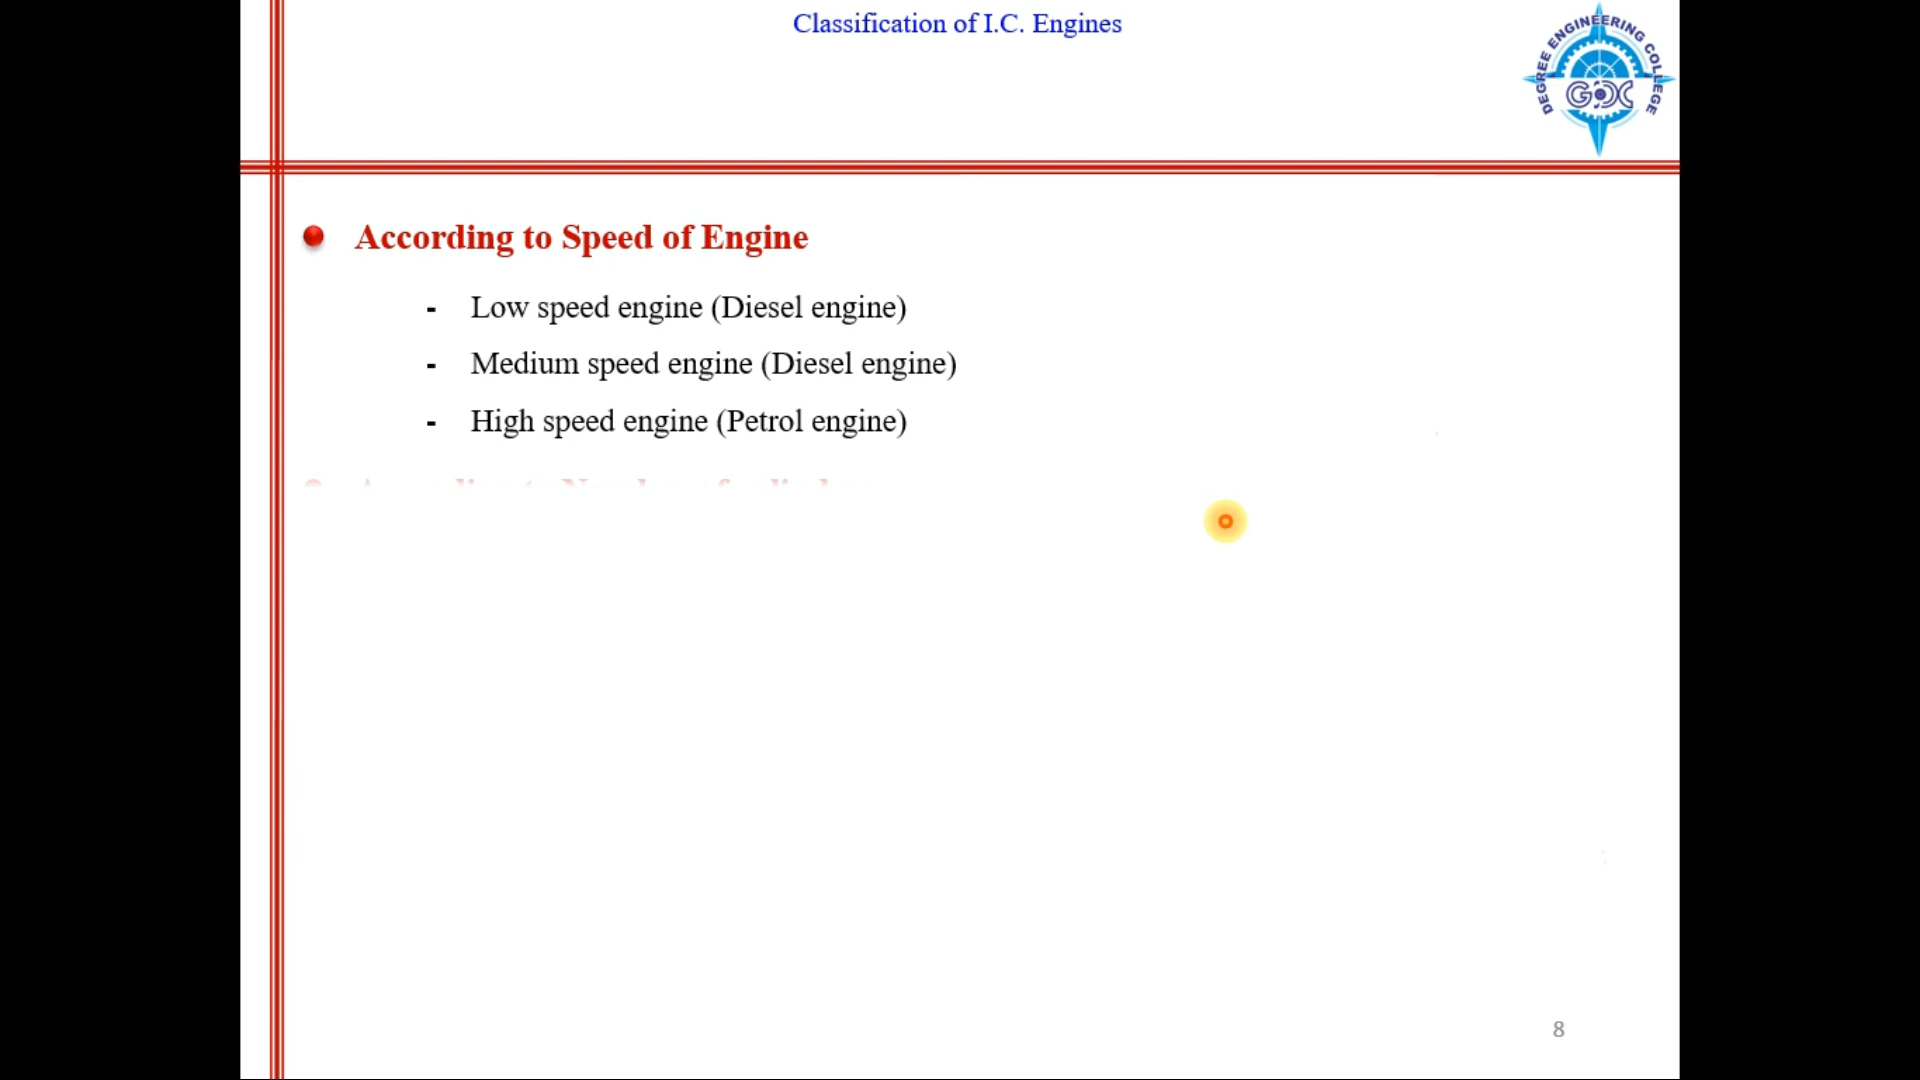 Classification of I.C. Engines
DEGREE ENGINEERING COLLEGE
GDC
According to Speed of Engine
- Low speed engine (Diesel engine)
- Medium speed engine (Diesel engine)
- High speed engine (Petrol engine)
8